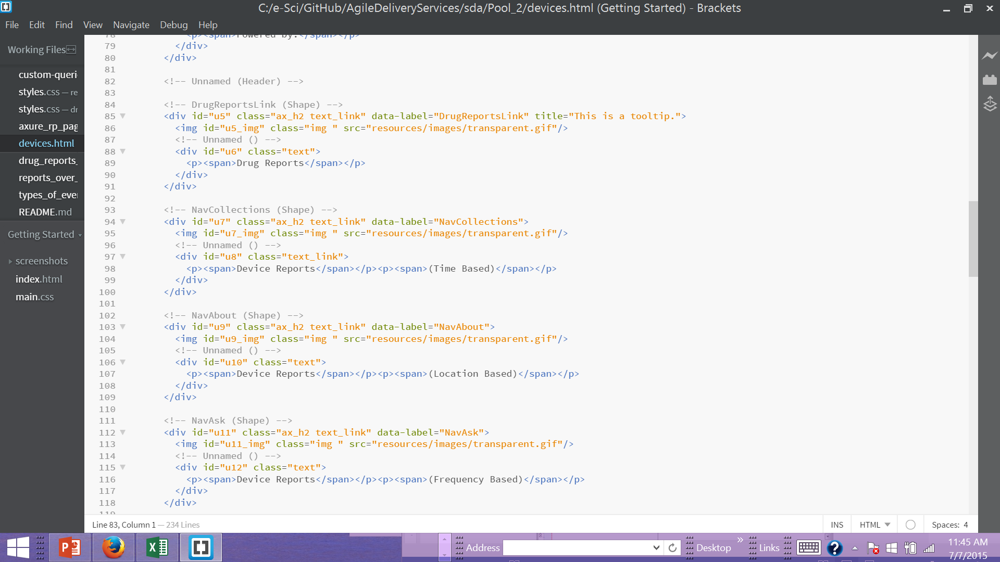 C:/e-Sci/GitHub/AgileDeliveryServices/sda/Pool_2/devices.html (Getting Started) - Brackets
File Edit Find View Navigate Debug Help
Working Files
custom-queri
styles.css — re
styles.css — dr
axure_rp_pag
devices.html
drug_reports_
reports_over_
types_of_eve
README.md
Getting Started
screenshots
index.html
main.css
78 <p><span>Powered by:</span></p>
79 </div>
80 </div>
81
82 <!-- Unnamed (Header) -->
83
84 <!-- DrugReportsLink (Shape) -->
85 <div id="u5" class="ax_h2 text_link" data-label="DrugReportsLink" title="This is a tooltip.">
86 <img id="u5_img" class="img " src="resources/images/transparent.gif"/>
87 <!-- Unnamed () -->
88 <div id="u6" class="text">
89 <p><span>Drug Reports</span></p>
90 </div>
91 </div>
92
93 <!-- NavCollections (Shape) -->
94 <div id="u7" class="ax_h2 text_link" data-label="NavCollections">
95 <img id="u7_img" class="img " src="resources/images/transparent.gif"/>
96 <!-- Unnamed () -->
97 <div id="u8" class="text_link">
98 <p><span>Device Reports</span></p><p><span>(Time Based)</span></p>
99 </div>
100 </div>
101
102 <!-- NavAbout (Shape) -->
103 <div id="u9" class="ax_h2 text_link" data-label="NavAbout">
104 <img id="u9_img" class="img " src="resources/images/transparent.gif"/>
105 <!-- Unnamed () -->
106 <div id="u10" class="text">
107 <p><span>Device Reports</span></p><p><span>(Location Based)</span></p>
108 </div>
109 </div>
110
111 <!-- NavAsk (Shape) -->
112 <div id="u11" class="ax_h2 text_link" data-label="NavAsk">
113 <img id="u11_img" class="img " src="resources/images/transparent.gif"/>
114 <!-- Unnamed () -->
115 <div id="u12" class="text">
116 <p><span>Device Reports</span></p><p><span>(Frequency Based)</span></p>
117 </div>
118 </div>
119
Line 83, Column 1 — 234 Lines
INS HTML Spaces: 4
Address Desktop » Links
11:45 AM
7/7/2015